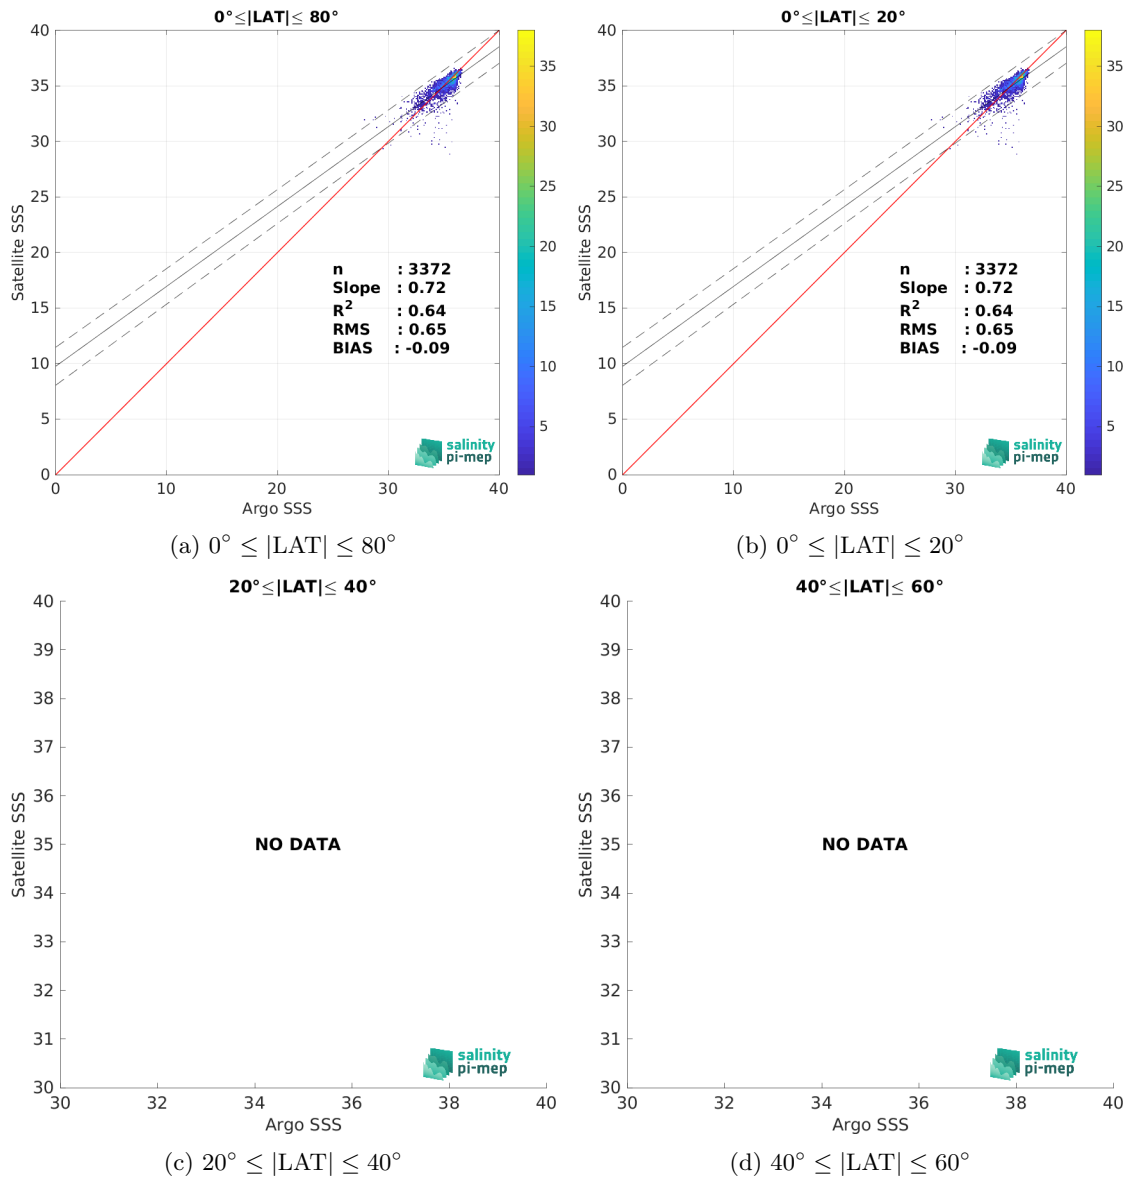 0°≤|LAT|≤ 80°
40
35
30
25
20
15
10
5
0
0
10
20
30
40
Satellite SSS
Argo SSS
n : 3372
Slope : 0.72
R² : 0.64
RMS : 0.65
BIAS : -0.09
salinity
pi-mep
35
30
25
20
15
10
5
(a) 0° ≤ |LAT| ≤ 80°
0°≤|LAT|≤ 20°
40
35
30
25
20
15
10
5
0
0
10
20
30
40
Satellite SSS
Argo SSS
n : 3372
Slope : 0.72
R² : 0.64
RMS : 0.65
BIAS : -0.09
salinity
pi-mep
35
30
25
20
15
10
5
(b) 0° ≤ |LAT| ≤ 20°
20°≤|LAT|≤ 40°
40
39
38
37
36
35
34
33
32
31
30
30
32
34
36
38
40
Satellite SSS
Argo SSS
NO DATA
salinity
pi-mep
(c) 20° ≤ |LAT| ≤ 40°
40°≤|LAT|≤ 60°
40
39
38
37
36
35
34
33
32
31
30
30
32
34
36
38
40
Satellite SSS
Argo SSS
NO DATA
salinity
pi-mep
(d) 40° ≤ |LAT| ≤ 60°